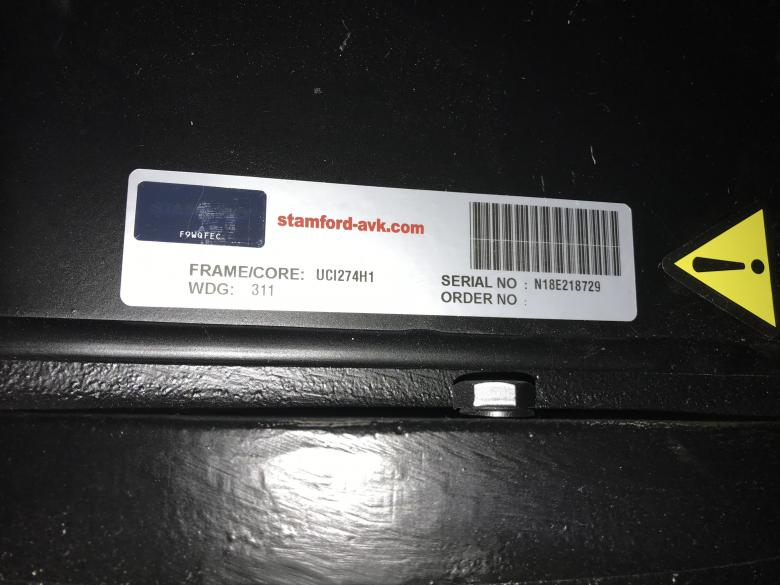 F9WQFEC
stamford-avk.com
FRAME/CORE: UCI274H1
WDG: 311
SERIAL NO : N18E218729
ORDER NO :